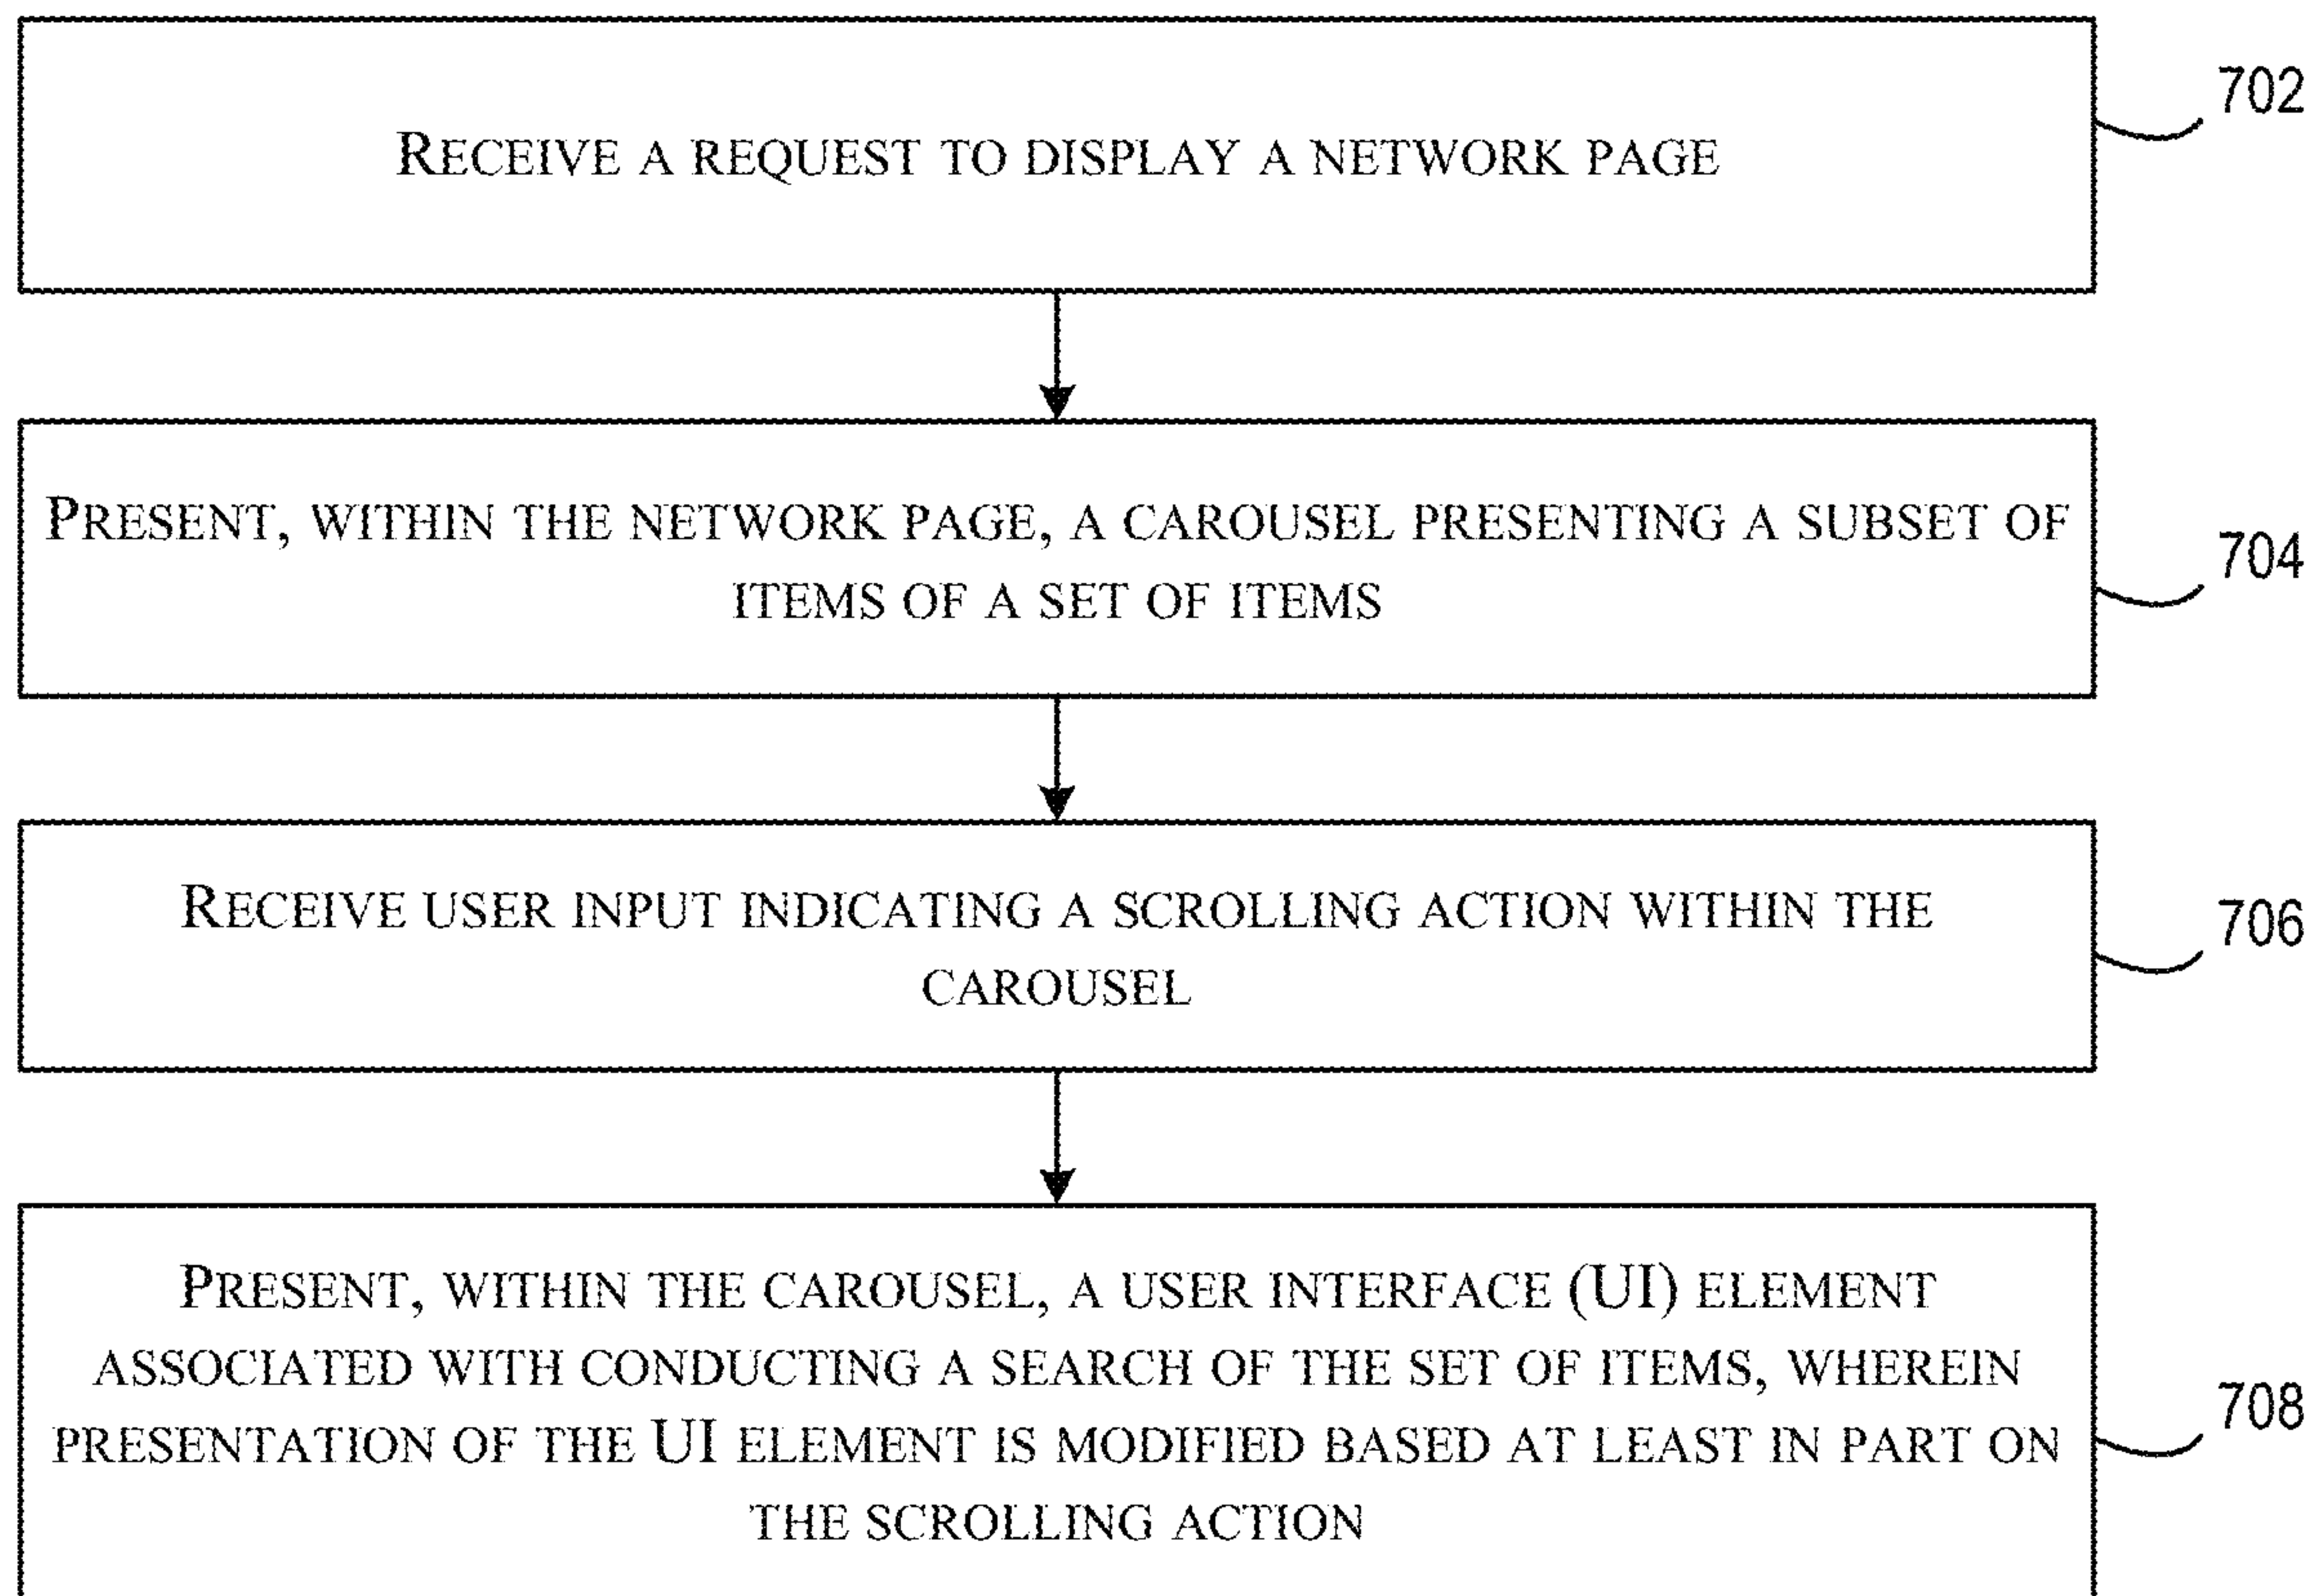 RECEIVE A REQUEST TO DISPLAY A NETWORK PAGE
702
PRESENT, WITHIN THE NETWORK PAGE, A CAROUSEL PRESENTING A SUBSET OF
ITEMS OF A SET OF ITEMS
704
RECEIVE USER INPUT INDICATING A SCROLLING ACTION WITHIN THE
CAROUSEL
706
PRESENT, WITHIN THE CAROUSEL, A USER INTERFACE (UI) ELEMENT
ASSOCIATED WITH CONDUCTING A SEARCH OF THE SET OF ITEMS, WHEREIN
PRESENTATION OF THE UI ELEMENT IS MODIFIED BASED AT LEAST IN PART ON
THE SCROLLING ACTION
708